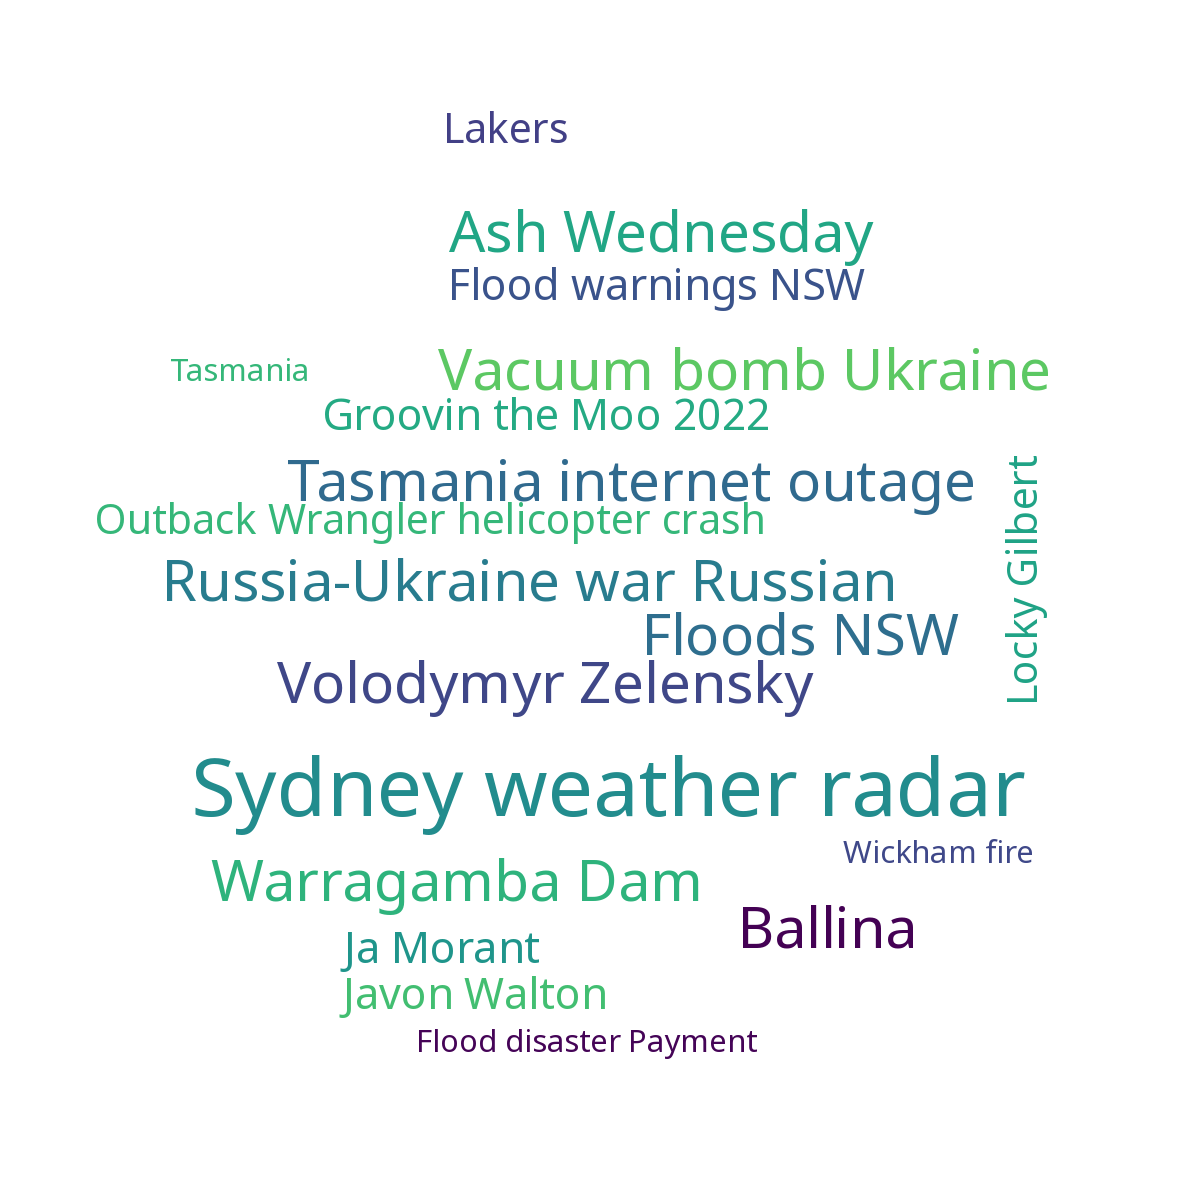 Lakers
Ash Wednesday
Flood warnings NSW
Tasmania
Vacuum bomb Ukraine
Groovin the Moo 2022
Tasmania internet outage
Outback Wrangler helicopter crash
Locky Gilbert
Russia-Ukraine war Russian
Floods NSW
Volodymyr Zelensky
Sydney weather radar
Wickham fire
Warragamba Dam
Ballina
Ja Morant
Javon Walton
Flood disaster Payment